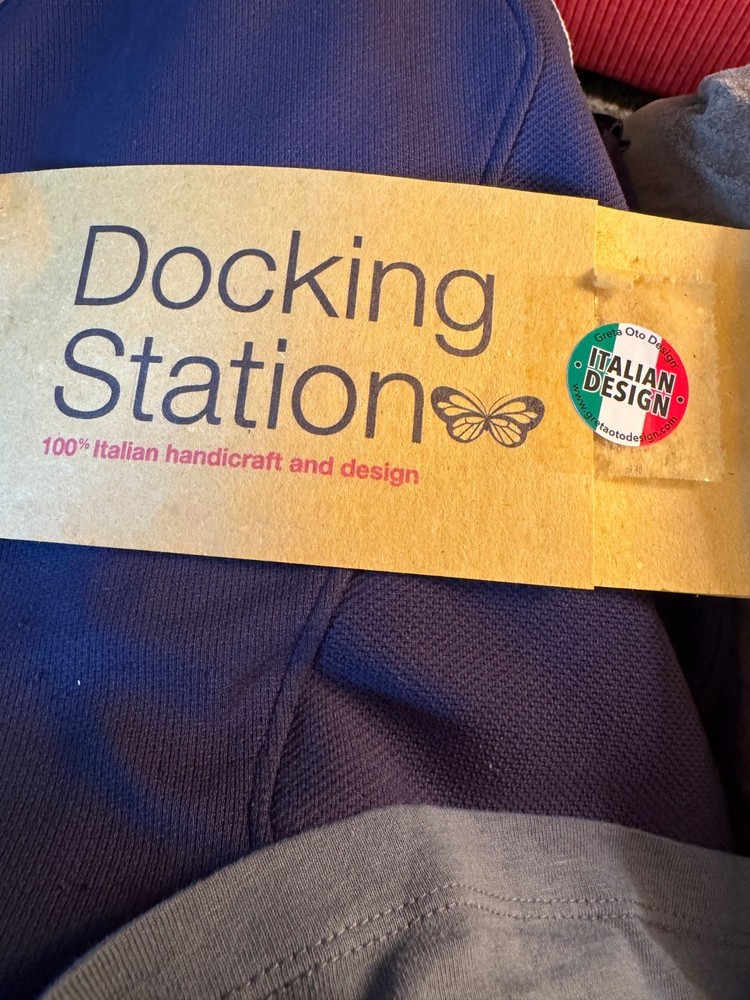 Docking
Station
100% Italian handicraft and design
Greta Oto Design
ITALIAN
DESIGN
www.gretaotodesign.com